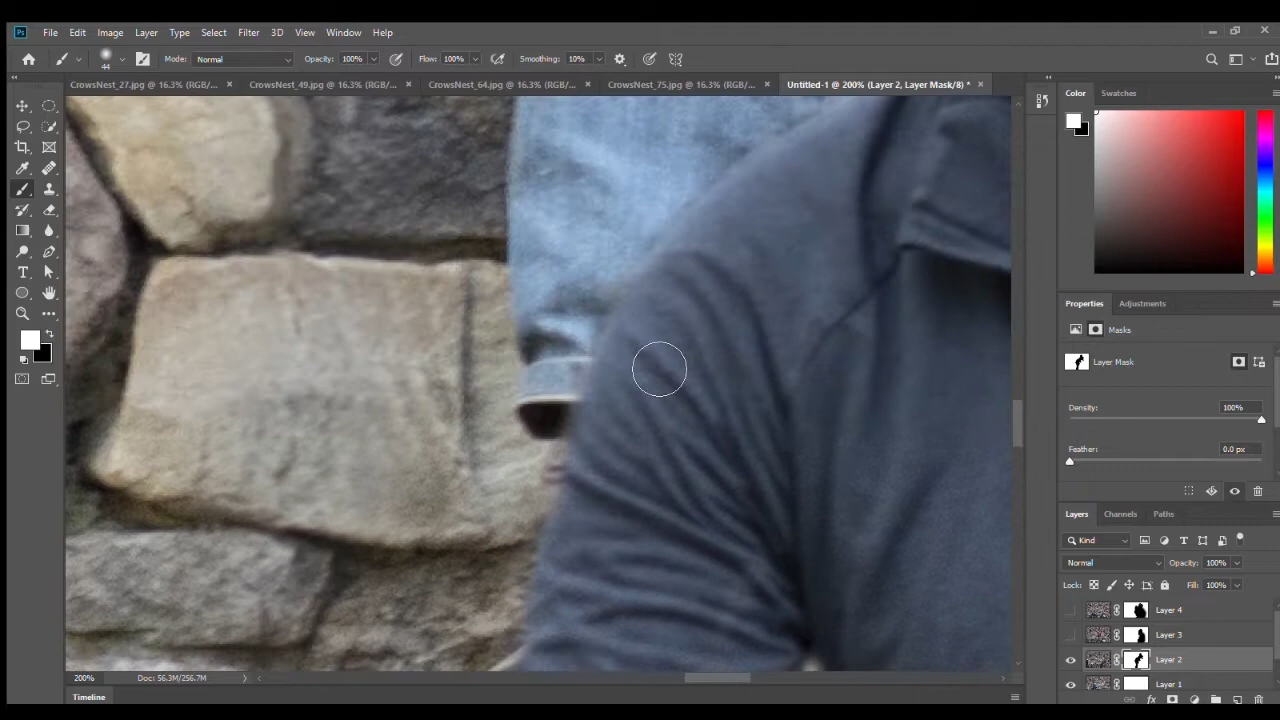 Ps File Edit Image Layer Type Select Filter 3D View Window Help
44 Mode: Normal Opacity: 100% Flow: 100% Smoothing: 10%
CrowsNest_27.jpg @ 16.3% (RGB/... × CrowsNest_49.jpg @ 16.3% (RGB/... × CrowsNest_64.jpg @ 16.3% (RGB/... × CrowsNest_75.jpg @ 16.3% (RGB/... × Untitled-1 @ 200% (Layer 2, Layer Mask/8) * ×
Color Swatches
Properties Adjustments
Masks
Layer Mask
Density: 100%
Feather: 0.0 px
Layers Channels Paths
Kind
Normal Opacity: 100%
Lock: Fill: 100%
Layer 4
Layer 3
Layer 2
Layer 1
200% Doc: 56.3M/256.7M
Timeline